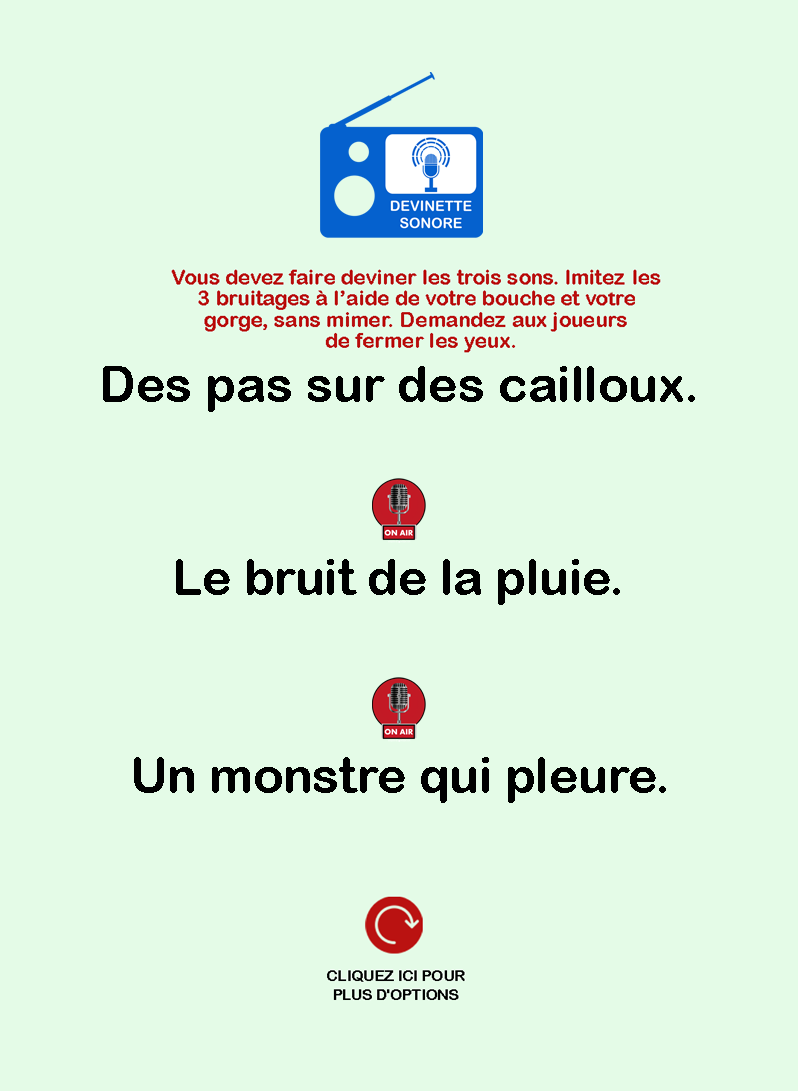 DEVINETTE
SONORE
Vous devez faire deviner les trois sons. Imitez les
3 bruitages à l’aide de votre bouche et votre
gorge, sans mimer. Demandez aux joueurs
de fermer les yeux.
Des pas sur des cailloux.
ON AIR
Le bruit de la pluie.
ON AIR
Un monstre qui pleure.
CLIQUEZ ICI POUR
PLUS D'OPTIONS